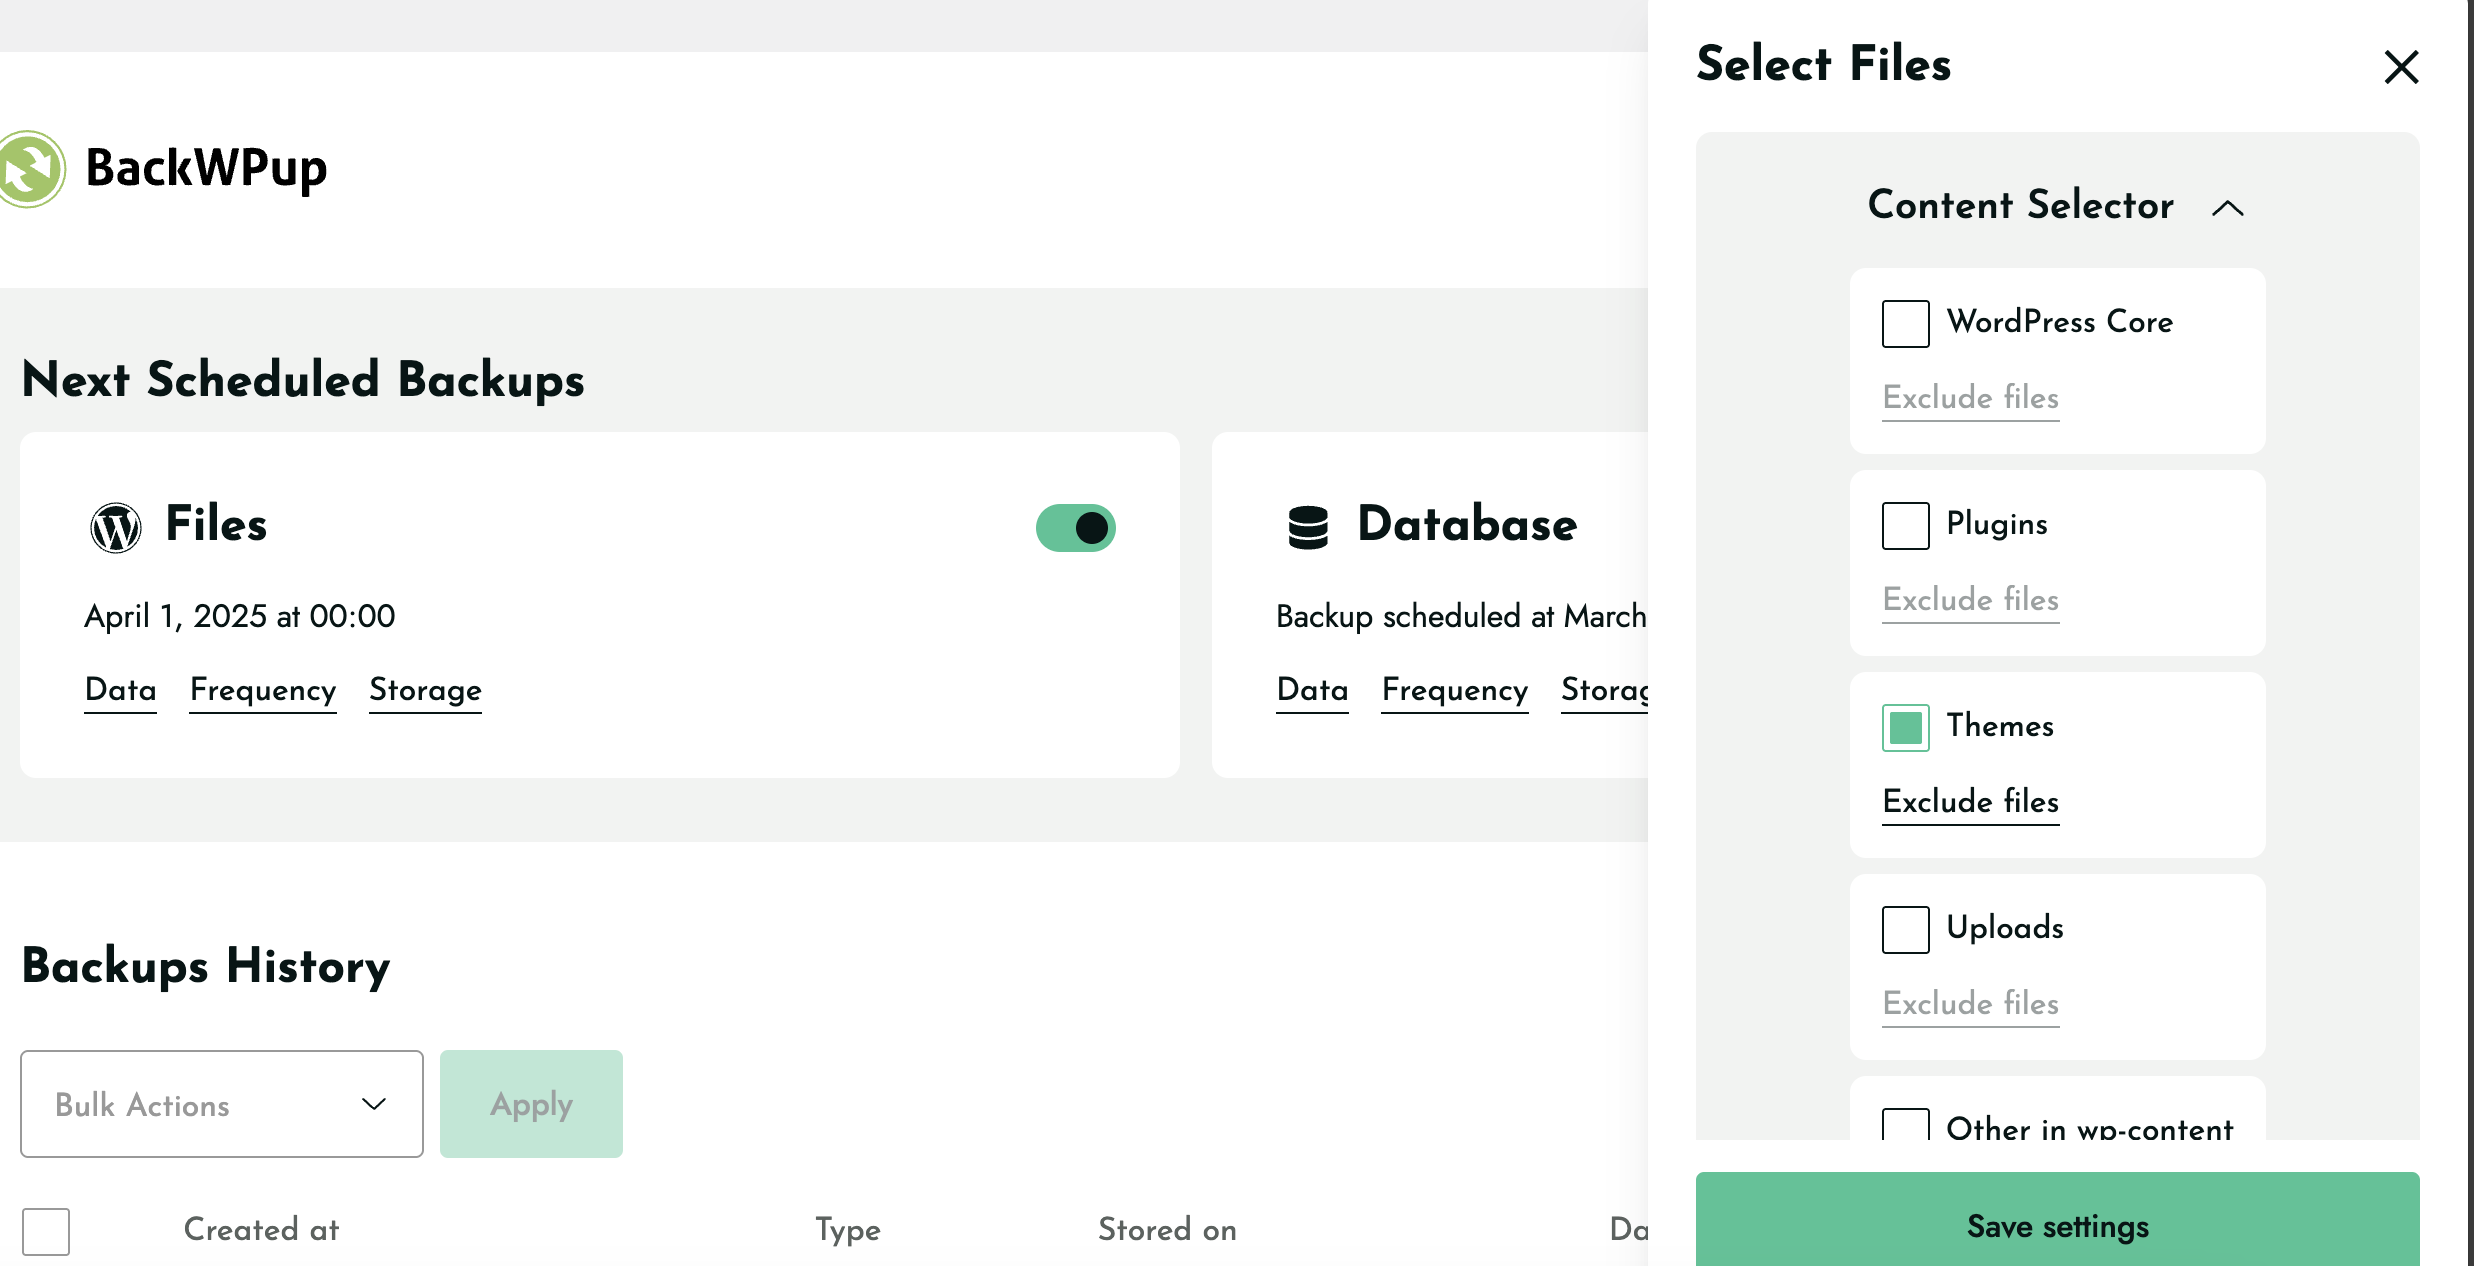 BackWPup
Next Scheduled Backups
Files
April 1, 2025 at 00:00
Data Frequency Storage
Database
Backup scheduled at March
Data Frequency
Backups History
Bulk Actions
Apply
Created at Type Stored on
Select Files
Content Selector
WordPress Core
Exclude files
Plugins
Exclude files
Themes
Exclude files
Uploads
Exclude files
Other in wp-content
Save settings